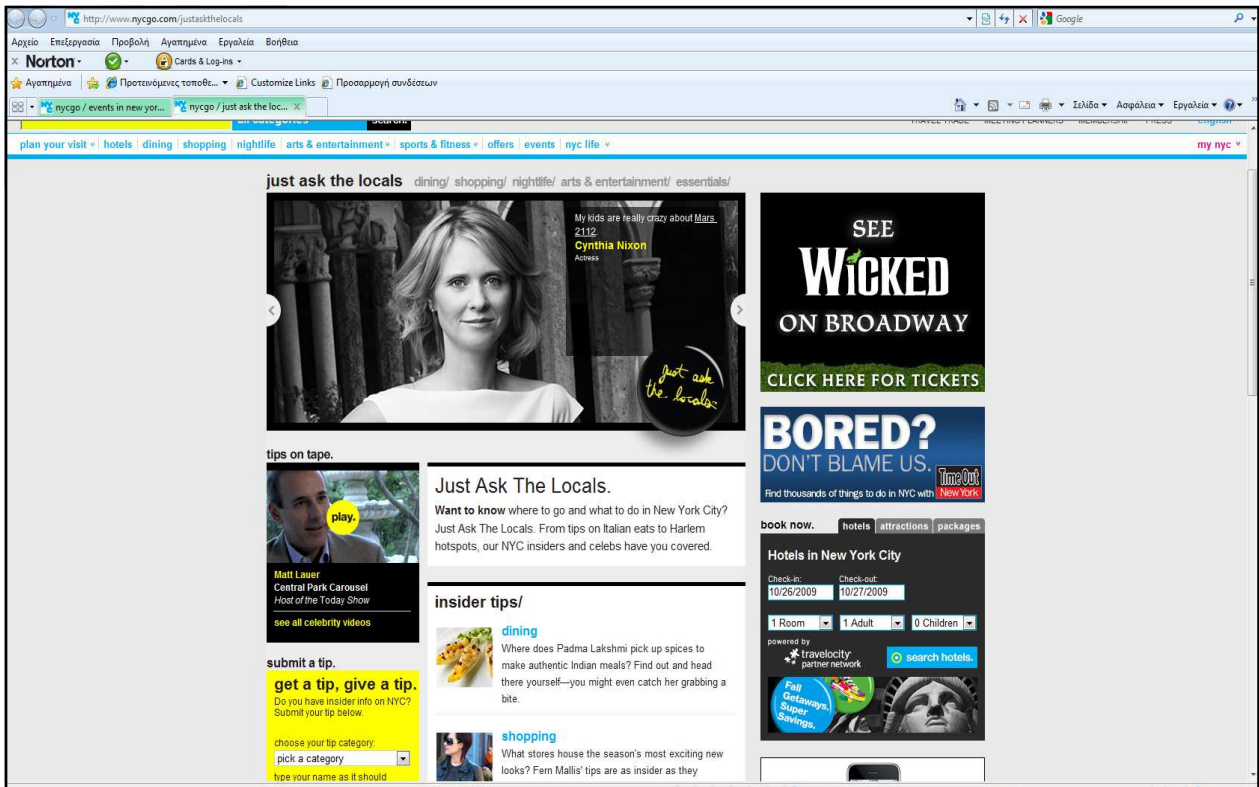 http://www.nycgo.com/justaskthelocals
Google
Αρχείο Επεξεργασία Προβολή Αγαπημένα Εργαλεία Βοήθεια
x Norton Cards & Log-ins
Αγαπημένα Προτεινόμενες τοποθε... Customize Links Προσαρμογή συνδέσεων
nycgo / events in new yor... nycgo / just ask the loc... x
Σελίδα Ασφάλεια Εργαλεία
all categories search.
TRAVEL TRADE MEETING PLANNERS MEMBERSHIP PRESS english
plan your visit hotels dining shopping nightlife arts & entertainment sports & fitness offers events nyc life
my nyc
just ask the locals dining/ shopping/ nightlife/ arts & entertainment/ essentials/
My kids are really crazy about Mars
2112.
Cynthia Nixon
Actress
just ask
the locals
SEE
WICKED
ON BROADWAY
CLICK HERE FOR TICKETS
BORED?
DON'T BLAME US.
Find thousands of things to do in NYC with
Time Out
New York
tips on tape.
play.
Matt Lauer
Central Park Carousel
Host of the Today Show
see all celebrity videos
Just Ask The Locals.
Want to know where to go and what to do in New York City?
Just Ask The Locals. From tips on Italian eats to Harlem
hotspots, our NYC insiders and celebs have you covered.
insider tips/
dining
Where does Padma Lakshmi pick up spices to
make authentic Indian meals? Find out and head
there yourself—you might even catch her grabbing a
bite.
shopping
What stores house the season's most exciting new
looks? Fern Mallis' tips are as insider as they
submit a tip.
get a tip, give a tip.
Do you have insider info on NYC?
Submit your tip below.
choose your tip category:
pick a category
type your name as it should
book now. hotels attractions packages
Hotels in New York City
Check-in: Check-out:
10/26/2009 10/27/2009
1 Room 1 Adult 0 Children
powered by
travelocity
partner network
search hotels.
Fall
Getaways.
Super
Savings.